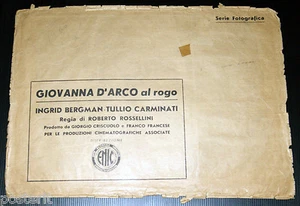 Serie Fotografica
GIOVANNA D'ARCO al rogo
INGRID BERGMAN - TULLIO CARMINATI
Regia di ROBERTO ROSSELLINI
Prodotto da GIORGIO CRISCUOLO e FRANCO FRANCESE
PER LE PRODUZIONI CINEMATOGRAFICHE ASSOCIATE
ENIC